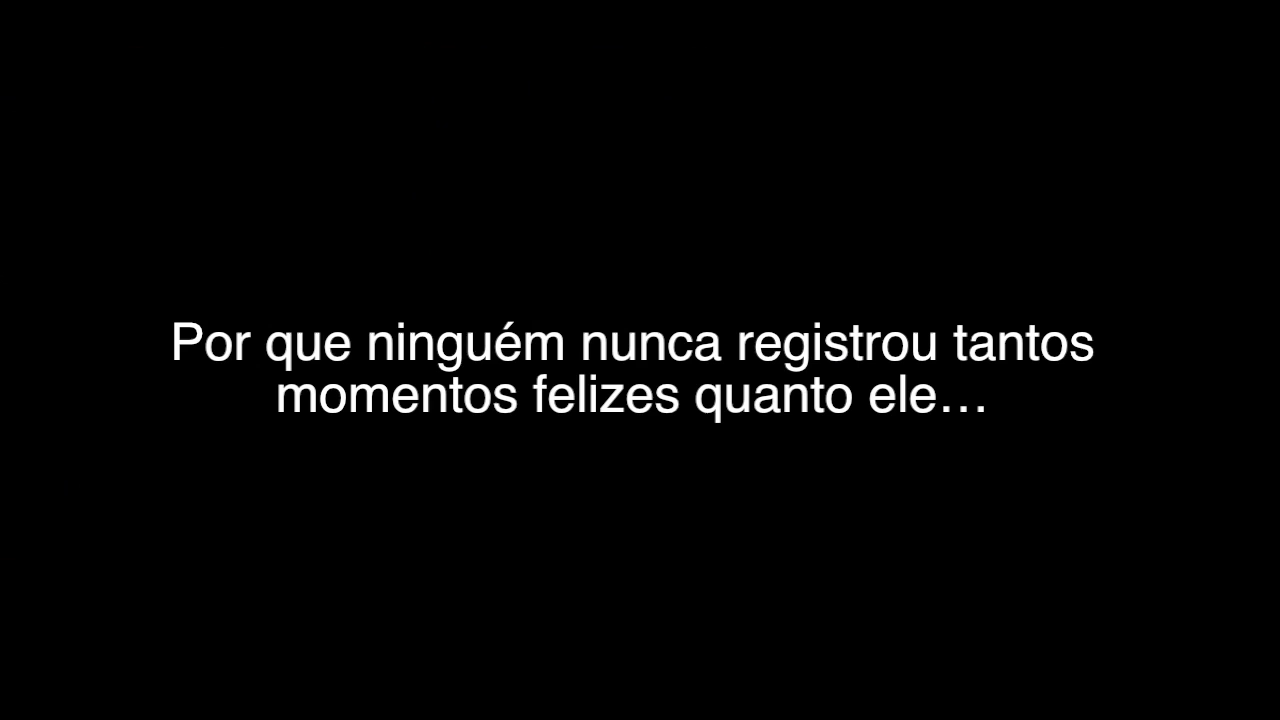 Por que ninguém nunca registrou tantos
momentos felizes quanto ele…